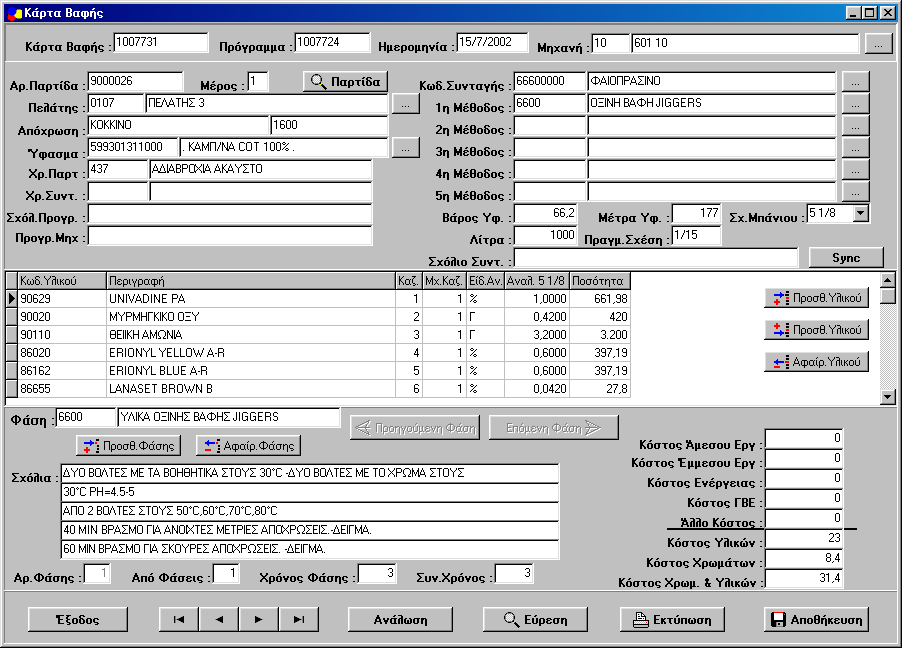 Κάρτα Βαφής
Κάρτα Βαφής : 1007731 Πρόγραμμα : 1007724 Ημερομηνία : 15/7/2002 Μηχανή : 10 601 10 ...
Αρ.Παρτίδα : 9000026 Μέρος : 1 Παρτίδα Κωδ.Συνταγής : 66600000 ΦΑΙΟΠΡΑΣΙΝΟ ...
Πελάτης : 0107 ΠΕΛΑΤΗΣ 3 ... 1η Μέθοδος : 6600 ΟΞΙΝΗ ΒΑΦΗ JIGGERS ...
Απόχρωση : ΚΟΚΚΙΝΟ 1600 2η Μέθοδος : ...
Ύφασμα : 599301311000 . ΚΑΜΠ/ΝΑ COT 100% . ... 3η Μέθοδος : ...
Χρ.Παρτ : 437 ΑΔΙΑΒΡΟΧΙΑ ΑΚΑΥΣΤΟ 4η Μέθοδος : ...
Χρ.Συντ. : 5η Μέθοδος : ...
Σχόλ.Προγρ. : Βάρος Υφ. : 66,2 Μέτρα Υφ. : 177 Σχ.Μπάνιου : 5 1/8
Προγρ.Μηχ : Λίτρα : 1000 Πραγμ.Σχέση : 1/15
Σχόλιο Συντ. : Sync
Κωδ.Υλικού Περιγραφή Καζ. Μχ.Καζ. Είδ.Αν. Αναλ. 5 1/8 Ποσότητα
90629 UNIVADINE PA 1 1 % 1,0000 661,98 Προσθ.Υλικού
90020 ΜΥΡΜΗΓΚΙΚΟ ΟΞΥ 2 1 Γ 0,4200 420
90110 ΘΕΙΙΚΗ ΑΜΩΝΙΑ 3 1 Γ 3,2000 3.200 Προσθ.Υλικού
86020 ERIONYL YELLOW A-R 4 1 % 0,6000 397,19
86162 ERIONYL BLUE A-R 5 1 % 0,6000 397,19 Αφαίρ.Υλικού
86655 LANASET BROWN B 6 1 % 0,0420 27,8
Φάση : 6600 ΥΛΙΚΑ ΟΞΙΝΗΣ ΒΑΦΗΣ JIGGERS Προηγούμενη Φάση Επόμενη Φάση
Προσθ.Φάσης Αφαίρ.Φάσης Κόστος Άμεσου Εργ : 0
Κόστος Έμμεσου Εργ : 0
Σχόλια : ΔΥΟ ΒΟΛΤΕΣ ΜΕ ΤΑ ΒΟΗΘΗΤΙΚΑ ΣΤΟΥΣ 30°C -ΔΥΟ ΒΟΛΤΕΣ ΜΕ ΤΟ ΧΡΩΜΑ ΣΤΟΥΣ Κόστος Ενέργειας : 0
30°C PH=4.5-5 Κόστος ΓΒΕ : 0
ΑΠΟ 2 ΒΟΛΤΕΣ ΣΤΟΥΣ 50°C,60°C,70°C,80°C Άλλο Κόστος : 0
40 MIN ΒΡΑΣΜΟ ΓΙΑ ΑΝΟΙΧΤΕΣ ΜΕΤΡΙΕΣ ΑΠΟΧΡΩΣΕΙΣ.-ΔΕΙΓΜΑ. Κόστος Υλικών : 23
60 MIN ΒΡΑΣΜΟ ΓΙΑ ΣΚΟΥΡΕΣ ΑΠΟΧΡΩΣΕΙΣ. -ΔΕΙΓΜΑ. Κόστος Χρωμάτων : 8,4
Αρ.Φάσης : 1 Από Φάσεις : 1 Χρόνος Φάσης : 3 Συν.Χρόνος : 3 Κόστος Χρωμ. & Υλικών : 31,4
Έξοδος Ανάλωση Εύρεση Εκτύπωση Αποθήκευση